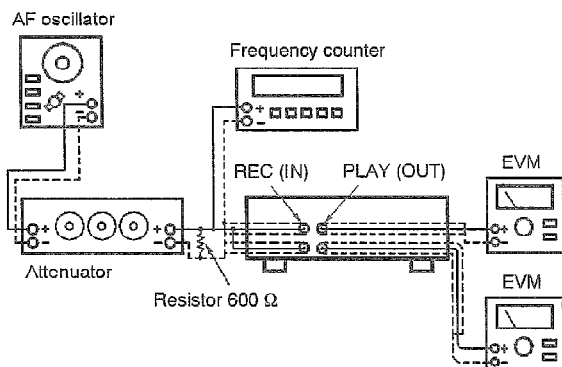 AF oscillator
Frequency counter
+
−
+
−
REC (IN)
PLAY (OUT)
EVM
+
−
+
−
+
−
Attenuator
Resistor 600 Ω
EVM
+
−